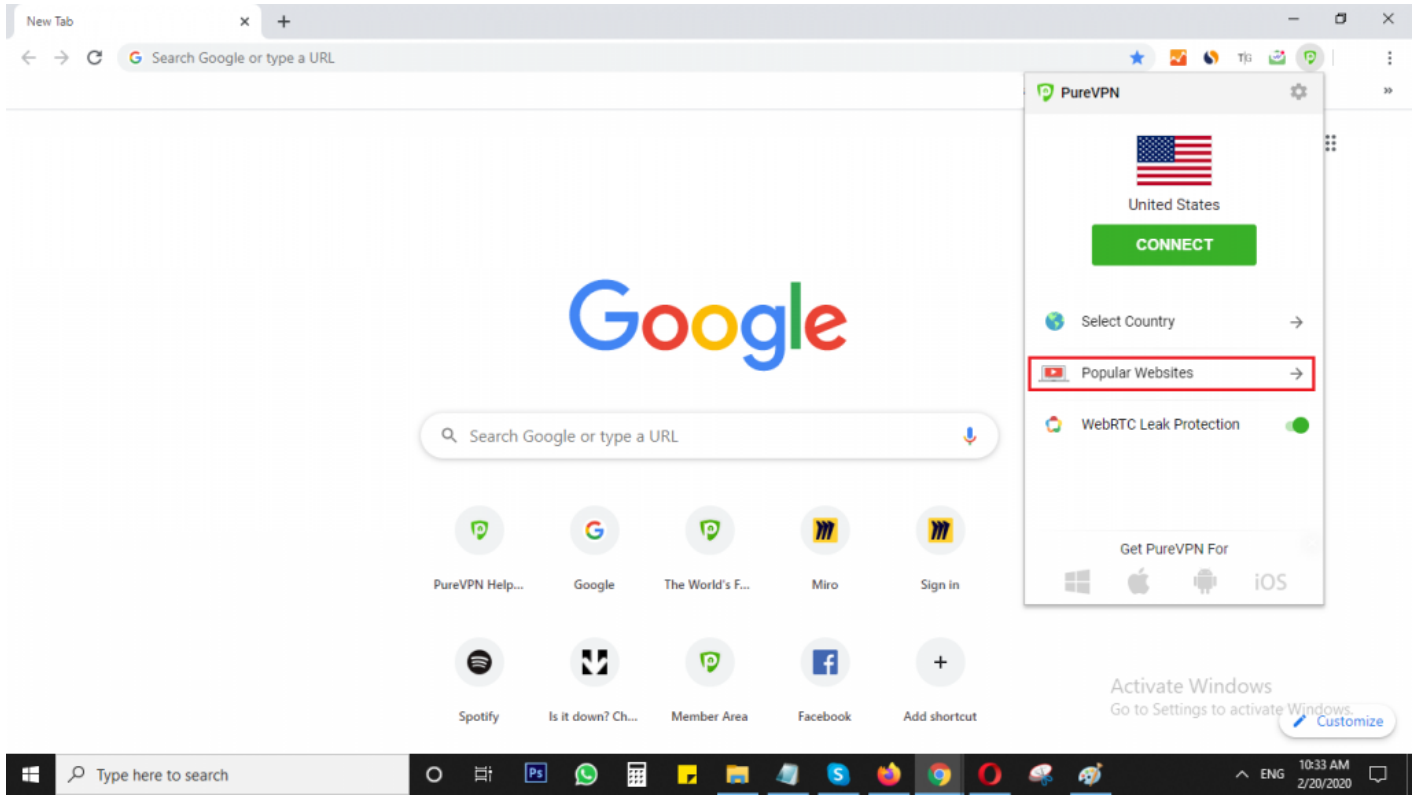 New Tab
Search Google or type a URL
PureVPN
United States
CONNECT
Select Country
Popular Websites
WebRTC Leak Protection
Get PureVPN For
iOS
Google
Search Google or type a URL
PureVPN Help...
Google
The World's F...
Miro
Sign in
Spotify
Is it down? Ch...
Member Area
Facebook
Add shortcut
Activate Windows
Go to Settings to activate Windows.
Customize
Type here to search
Ps
ENG
10:33 AM
2/20/2020